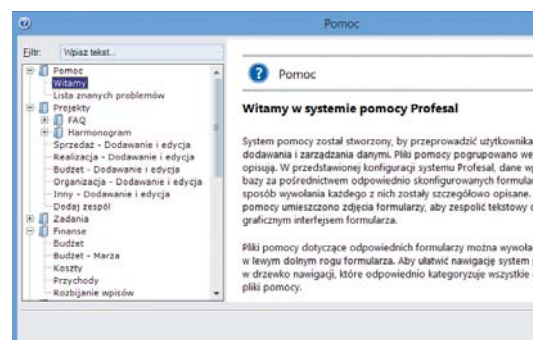 Pomoc
Filtr:
Wpisz tekst...
Pomoc
Witamy
Lista znanych problemów
Projekty
FAQ
Harmonogram
Sprzedaż - Dodawanie i edycja
Realizacja - Dodawanie i edycja
Budżet - Dodawanie i edycja
Organizacja - Dodawanie i edycja
Inny - Dodawanie i edycja
Dodaj zespół
Zadania
Finanse
Budżet
Budżet - Marża
Koszty
Przychody
Rozbijanie wpisów
Pomoc
Witamy w systemie pomocy Profesal
System pomocy został stworzony, by przeprowadzić użytkownika
dodawania i zarządzania danymi. Pliki pomocy pogrupowano we
opisują. W przedstawionej konfiguracji systemu Profesal, dane wp
bazy za pośrednictwem odpowiednio skonfigurowanych formular
sposób wywołania każdego z nich zostały szczegółowo opisane.
pomocy umieszczono zdjęcia formularzy, aby zespolić tekstowy o
graficznym interfejsem formularza.
Pliki pomocy dotyczące odpowiednich formularzy można wywoła
w lewym dolnym rogu formularza. Aby ułatwić nawigację system
w drzewko nawigacji, które odpowiednio kategoryzuje wszystkie
pliki pomocy.